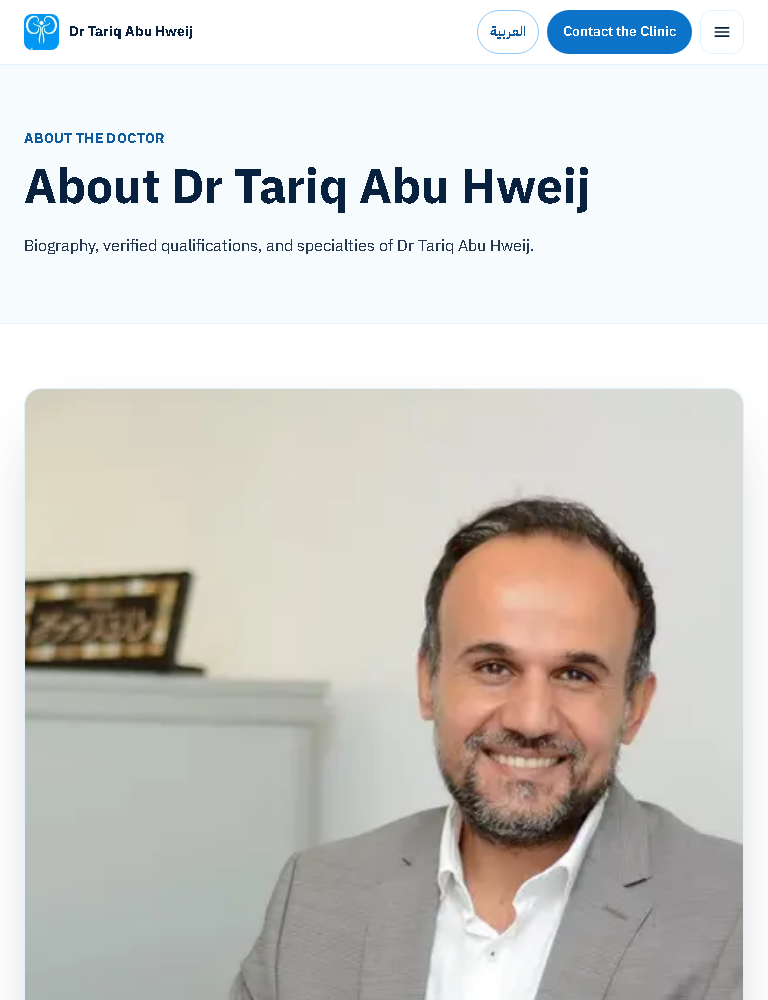 Dr Tariq Abu Hweij
العربية
Contact the Clinic
ABOUT THE DOCTOR
About Dr Tariq Abu Hweij
Biography, verified qualifications, and specialties of Dr Tariq Abu Hweij.